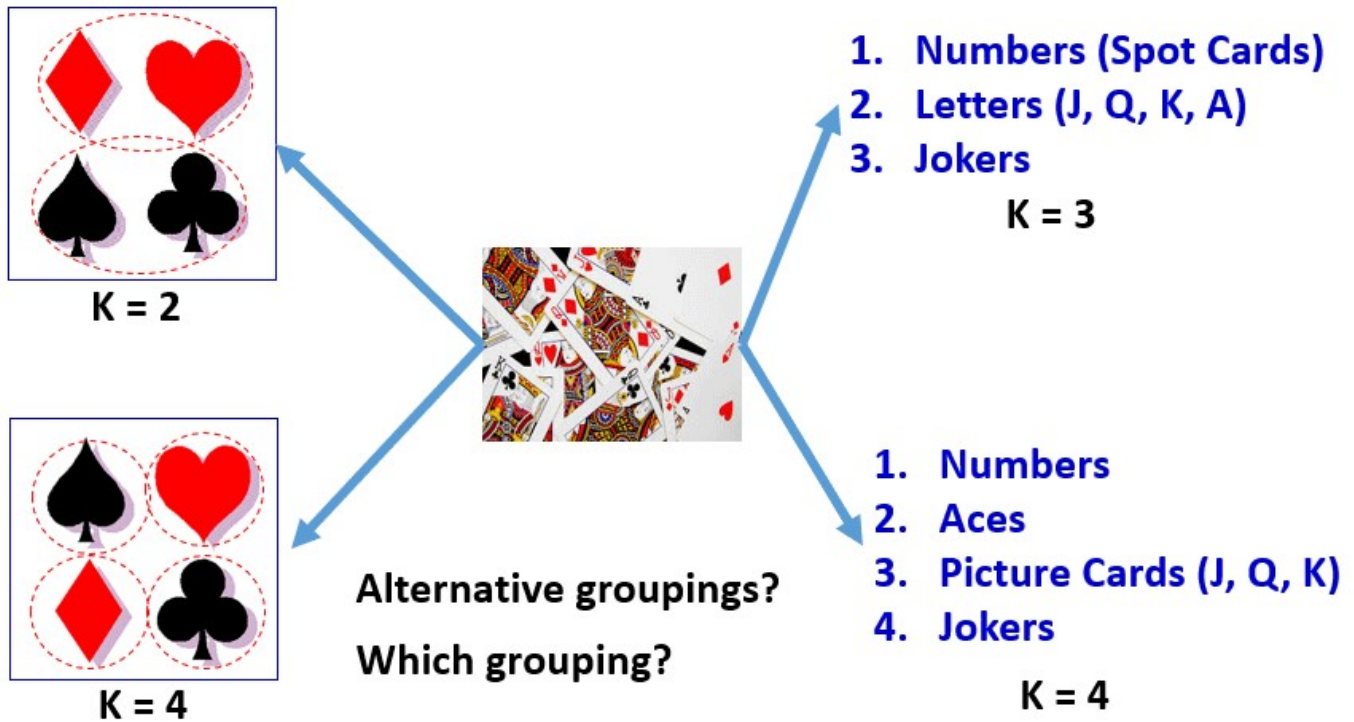 K = 2
K = 4
1. Numbers (Spot Cards)
2. Letters (J, Q, K, A)
3. Jokers
K = 3
1. Numbers
2. Aces
3. Picture Cards (J, Q, K)
4. Jokers
K = 4
Alternative groupings?
Which grouping?